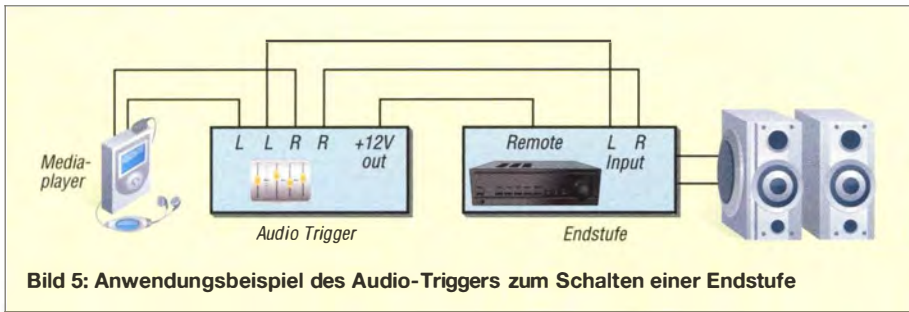 L L R R +12V
out
Remote L R
Input
Media-
player
Audio Trigger
Endstufe
Bild 5: Anwendungsbeispiel des Audio-Triggers zum Schalten einer Endstufe